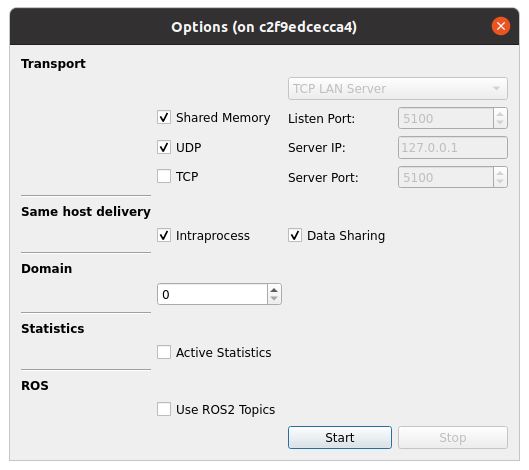 Options (on c2f9edcecca4)
Transport
TCP LAN Server
Shared Memory Listen Port: 5100
UDP Server IP: 127.0.0.1
TCP Server Port: 5100
Same host delivery
Intraprocess Data Sharing
Domain
0
Statistics
Active Statistics
ROS
Use ROS2 Topics
Start Stop